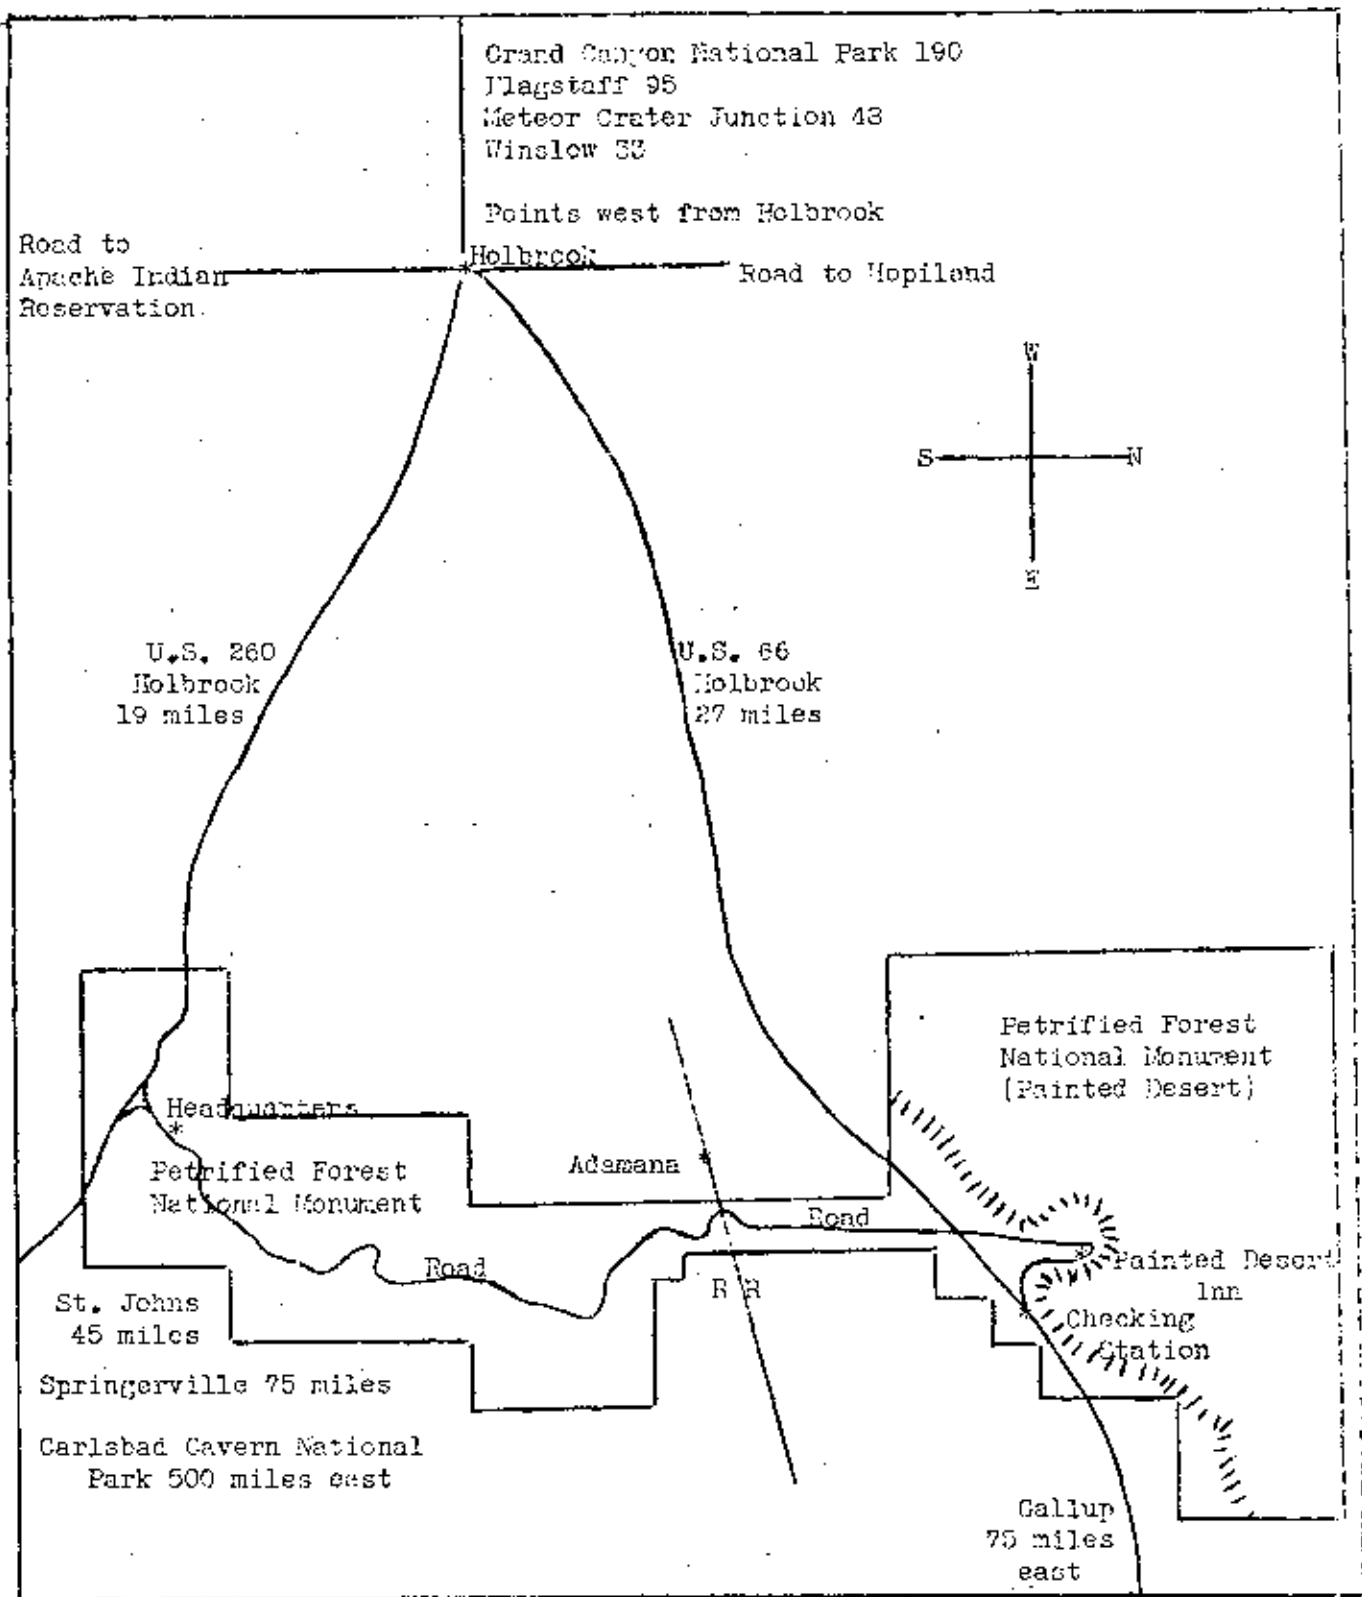 Grand Canyon National Park 190
Flagstaff 95
Meteor Crater Junction 43
Winslow 33
Points west from Holbrook
Road to
Apache Indian
Reservation
Holbrook
Road to Hopiland
W
S
N
E
U.S. 260
Holbrook
19 miles
U.S. 66
Holbrook
27 miles
Petrified Forest
National Monument
(Painted Desert)
Headquarters
Petrified Forest
National Monument
Adamana
Road
Road
R R
Painted Desert
Inn
Checking
Station
St. Johns
45 miles
Springerville 75 miles
Carlsbad Cavern National
Park 500 miles east
Gallup
75 miles
east